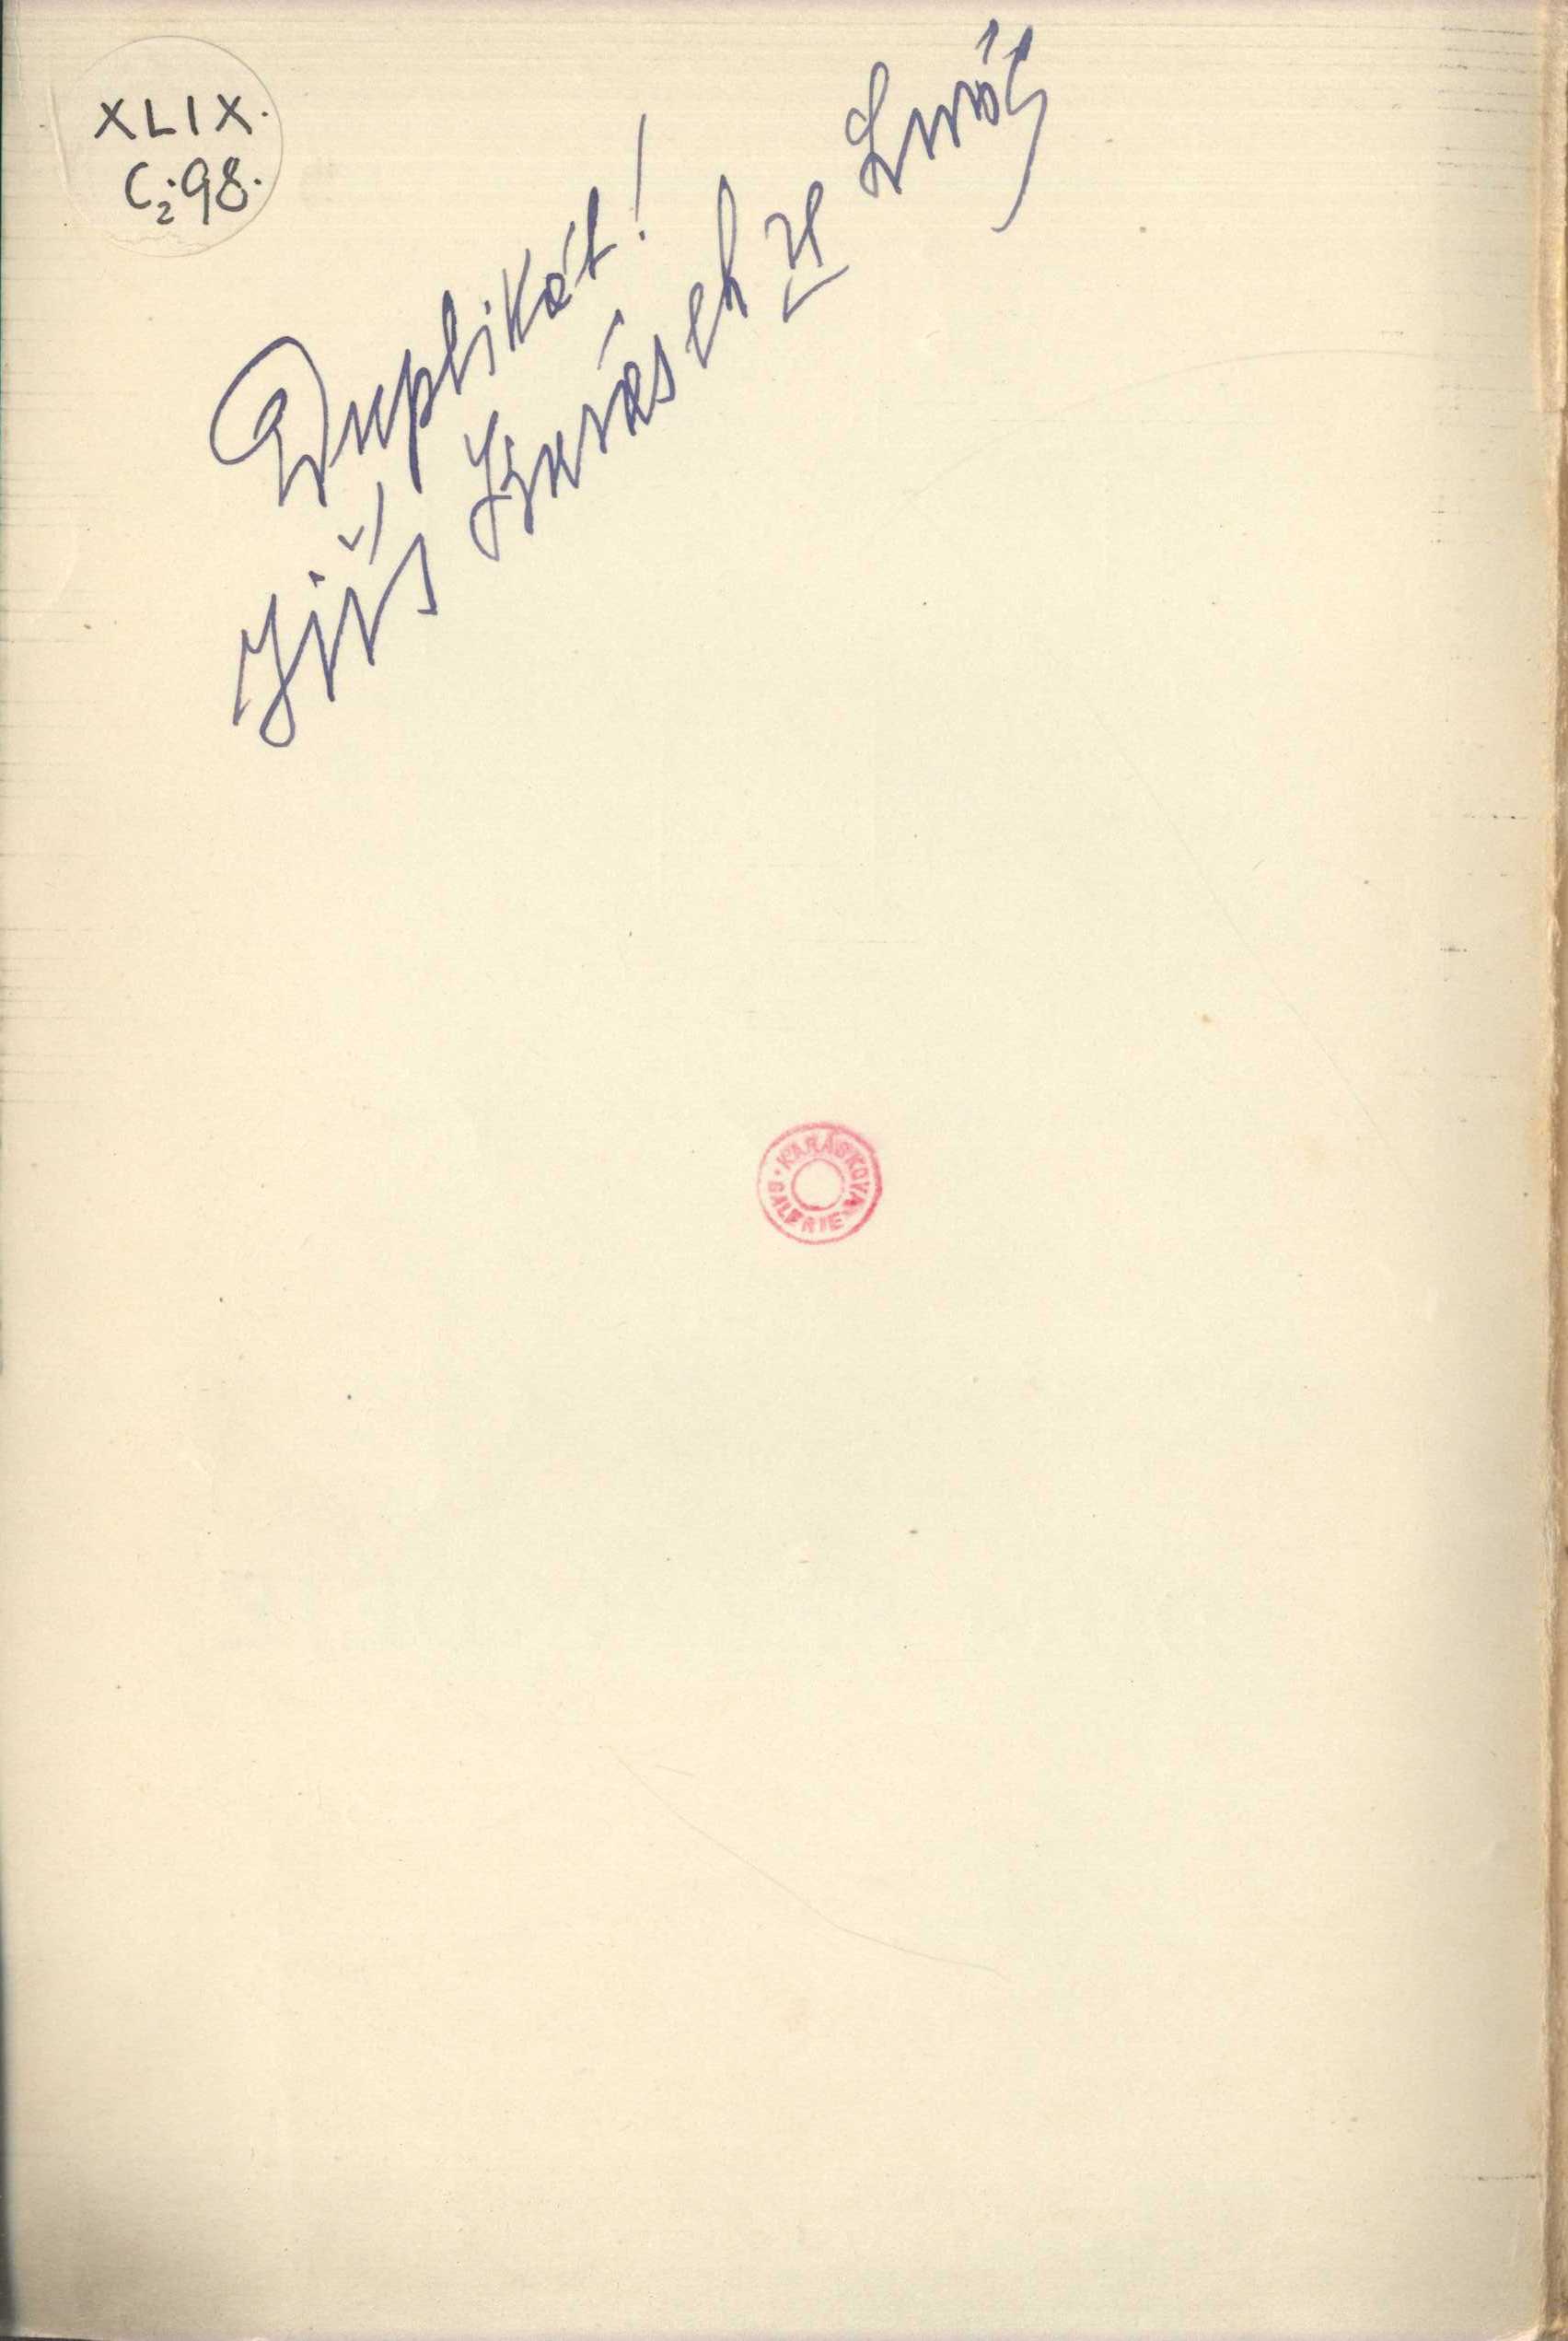 XLIX.
C₂·98.
Duplikát!
Jiří Karásek ze Lvovic
KARÁSKOVA GALERIE